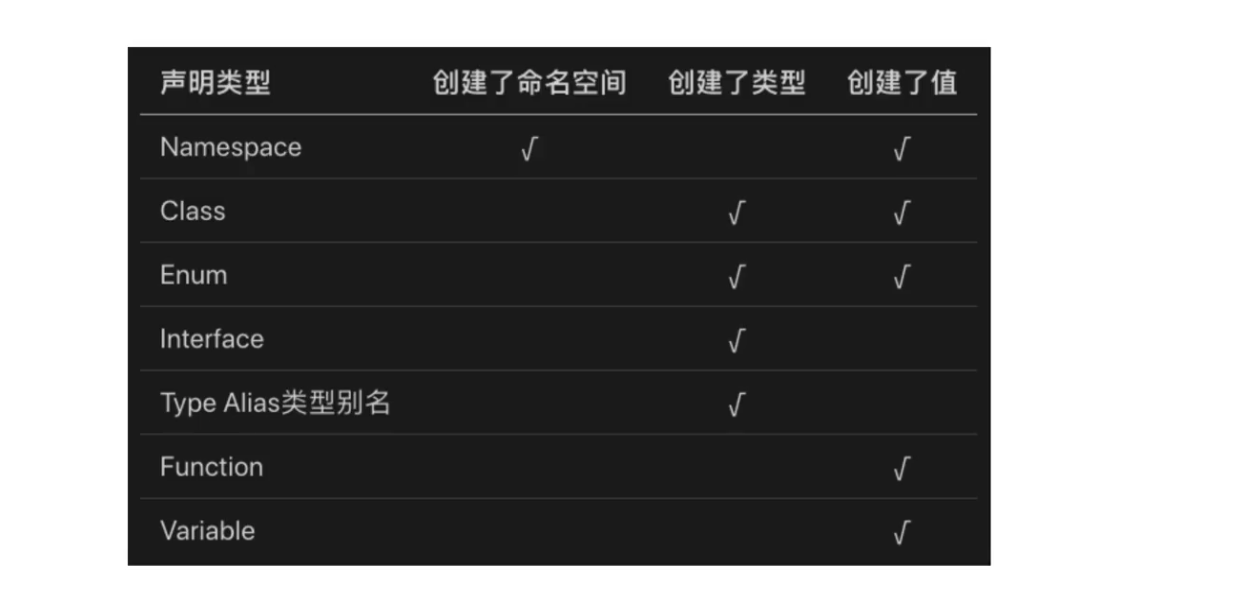 声明类型 创建了命名空间 创建了类型 创建了值
Namespace √ √
Class √ √
Enum √ √
Interface √
Type Alias类型别名 √
Function √
Variable √